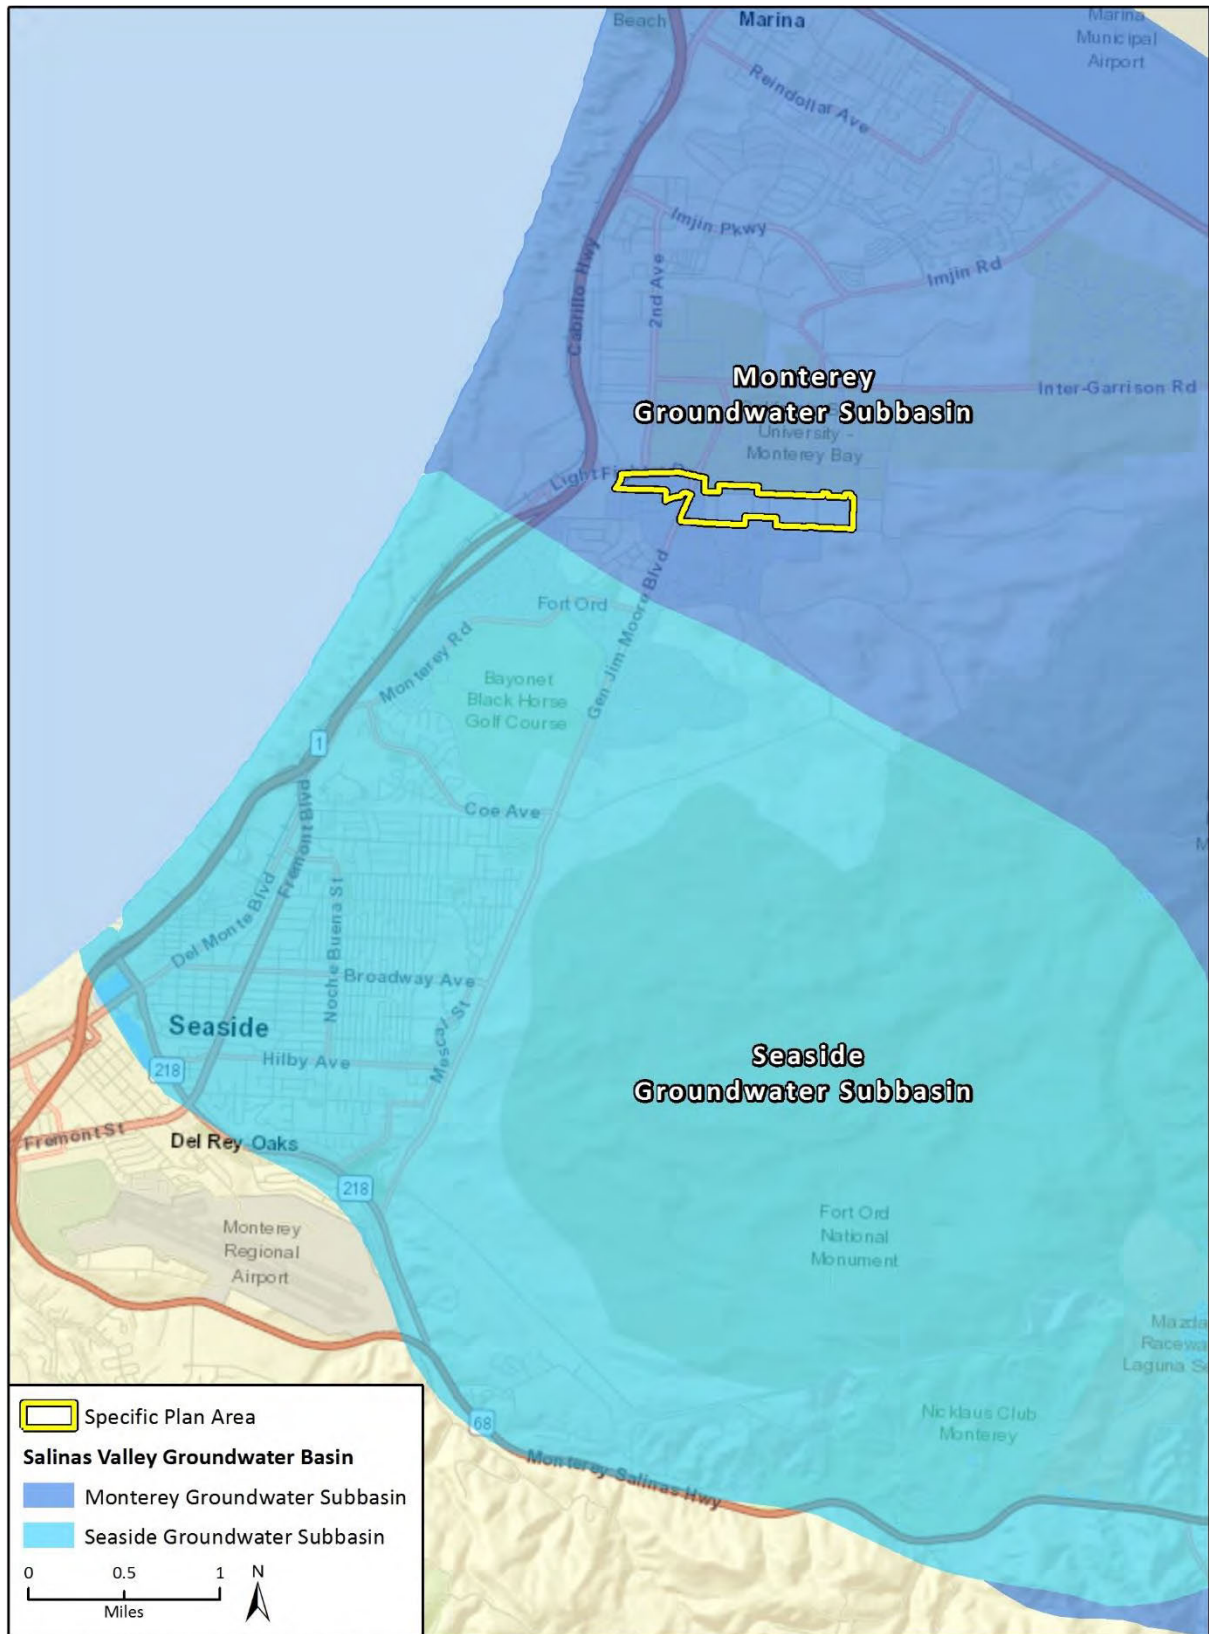 Beach
Marina
Marina
Municipal
Airport
Reindollar Ave
Imjin Pkwy
Imjin Rd
Cabrillo Hwy
2nd Ave
Monterey
Groundwater Subbasin
Inter-Garrison Rd
University -
Monterey Bay
Gen Jim Moore Blvd
Fort Ord
Monterey Rd
Bayonet
Black Horse
Golf Course
1
Coe Ave
Fremont Blvd
Del Monte Blvd
Noche Buena St
Broadway Ave
Seaside
Mescal St
Hilby Ave
218
Seaside
Groundwater Subbasin
Fremont St
Del Rey Oaks
218
Monterey
Regional
Airport
Fort Ord
National
Monument
Mazda
Racewa
Laguna Se
Nicklaus Club
Monterey
68
Monterey Salinas Hwy
Specific Plan Area
Salinas Valley Groundwater Basin
Monterey Groundwater Subbasin
Seaside Groundwater Subbasin
0 0.5 1
Miles
N